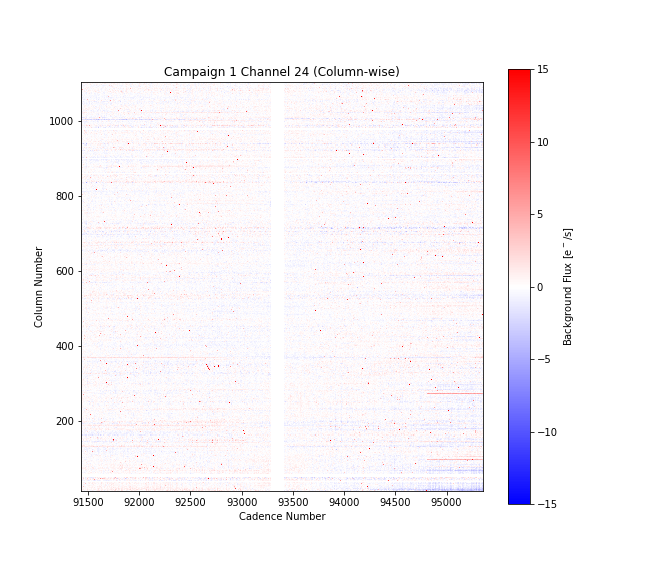 Campaign 1 Channel 24 (Column-wise)
Column Number
1000
800
600
400
200
91500 92000 92500 93000 93500 94000 94500 95000
Cadence Number
15
10
5
0
−5
−10
−15
Background Flux [e⁻/s]